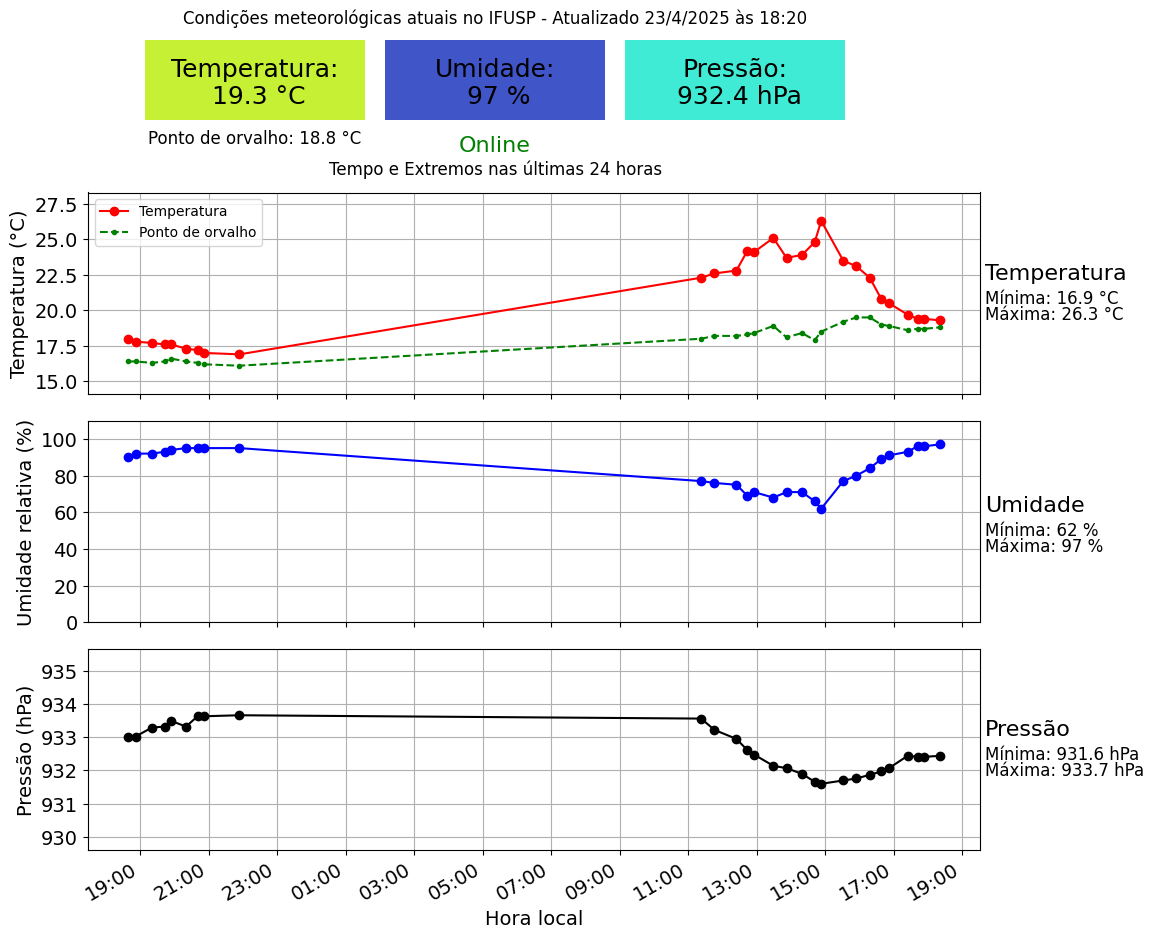 Condições meteorológicas atuais no IFUSP - Atualizado 23/4/2025 às 18:20
Temperatura:
19.3 °C
Umidade:
97 %
Pressão:
932.4 hPa
Ponto de orvalho: 18.8 °C
Online
Tempo e Extremos nas últimas 24 horas
Temperatura (°C)
27.5
25.0
22.5
20.0
17.5
15.0
Temperatura
Ponto de orvalho
Temperatura
Mínima: 16.9 °C
Máxima: 26.3 °C
Umidade relativa (%)
100
80
60
40
20
0
Umidade
Mínima: 62 %
Máxima: 97 %
Pressão (hPa)
935
934
933
932
931
930
Pressão
Mínima: 931.6 hPa
Máxima: 933.7 hPa
19:00
21:00
23:00
01:00
03:00
05:00
07:00
09:00
11:00
13:00
15:00
17:00
19:00
Hora local